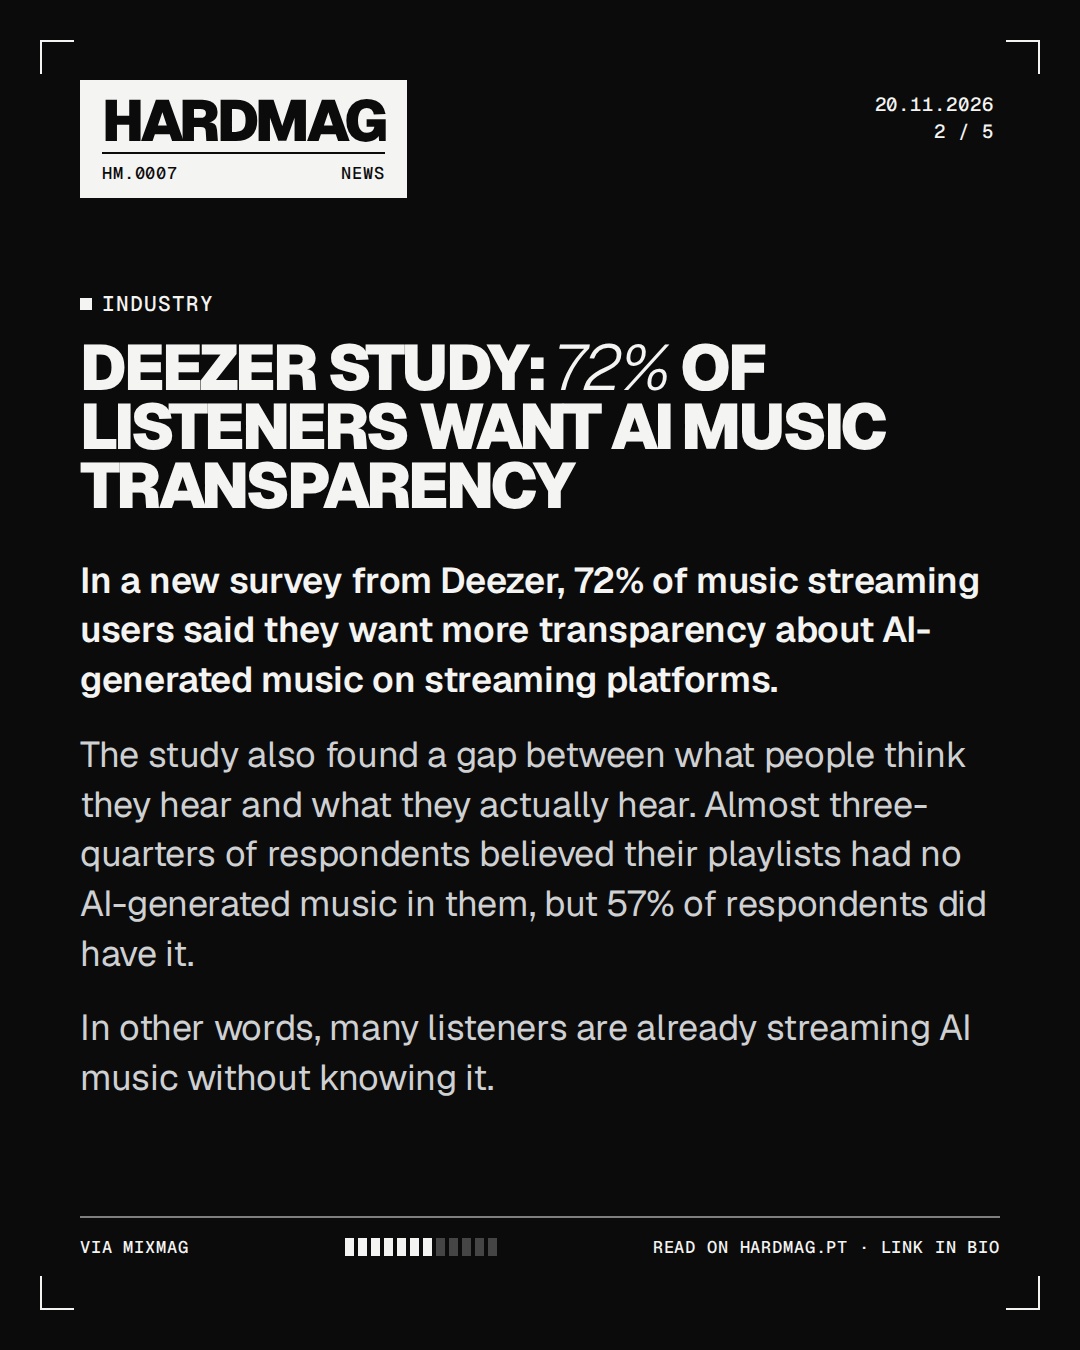 HARDMAG
HM.0007 NEWS
20.11.2026
2 / 5
INDUSTRY
DEEZER STUDY: 72% OF
LISTENERS WANT AI MUSIC
TRANSPARENCY
In a new survey from Deezer, 72% of music streaming
users said they want more transparency about AI-
generated music on streaming platforms.
The study also found a gap between what people think
they hear and what they actually hear. Almost three-
quarters of respondents believed their playlists had no
AI-generated music in them, but 57% of respondents did
have it.
In other words, many listeners are already streaming AI
music without knowing it.
VIA MIXMAG
READ ON HARDMAG.PT · LINK IN BIO